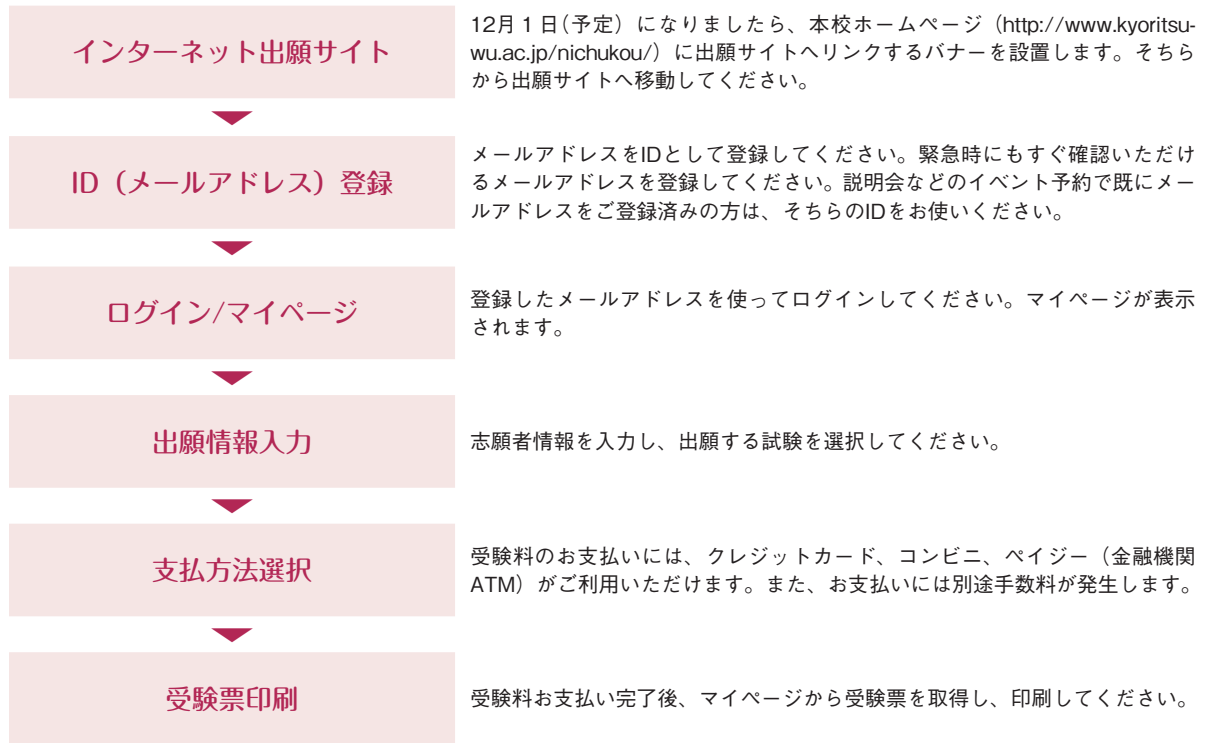 インターネット出願サイト
12月1日(予定）になりましたら、本校ホームページ（http://www.kyoritsu-
wu.ac.jp/nichukou/）に出願サイトへリンクするバナーを設置します。そちら
から出願サイトへ移動してください。
ID（メールアドレス）登録
メールアドレスをIDとして登録してください。緊急時にもすぐ確認いただけ
るメールアドレスを登録してください。説明会などのイベント予約で既にメー
ルアドレスをご登録済みの方は、そちらのIDをお使いください。
ログイン/マイページ
登録したメールアドレスを使ってログインしてください。マイページが表示
されます。
出願情報入力
志願者情報を入力し、出願する試験を選択してください。
支払方法選択
受験料のお支払いには、クレジットカード、コンビニ、ペイジー（金融機関
ATM）がご利用いただけます。また、お支払いには別途手数料が発生します。
受験票印刷
受験料お支払い完了後、マイページから受験票を取得し、印刷してください。